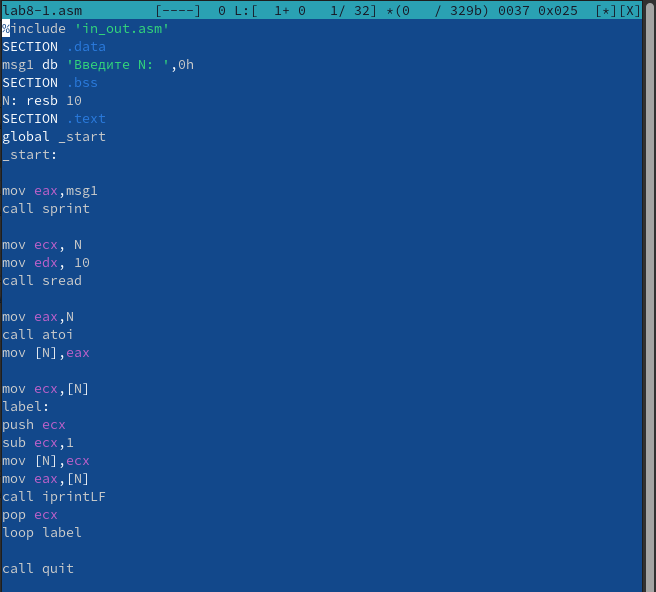 lab8-1.asm [----] 0 L:[ 1+ 0 1/ 32] *(0 / 329b) 0037 0x025 [*][X]
%include 'in_out.asm'
SECTION .data
msg1 db 'Введите N: ',0h
SECTION .bss
N: resb 10
SECTION .text
global _start
_start:
mov eax,msg1
call sprint
mov ecx, N
mov edx, 10
call sread
mov eax,N
call atoi
mov [N],eax
mov ecx,[N]
label:
push ecx
sub ecx,1
mov [N],ecx
mov eax,[N]
call iprintLF
pop ecx
loop label
call quit